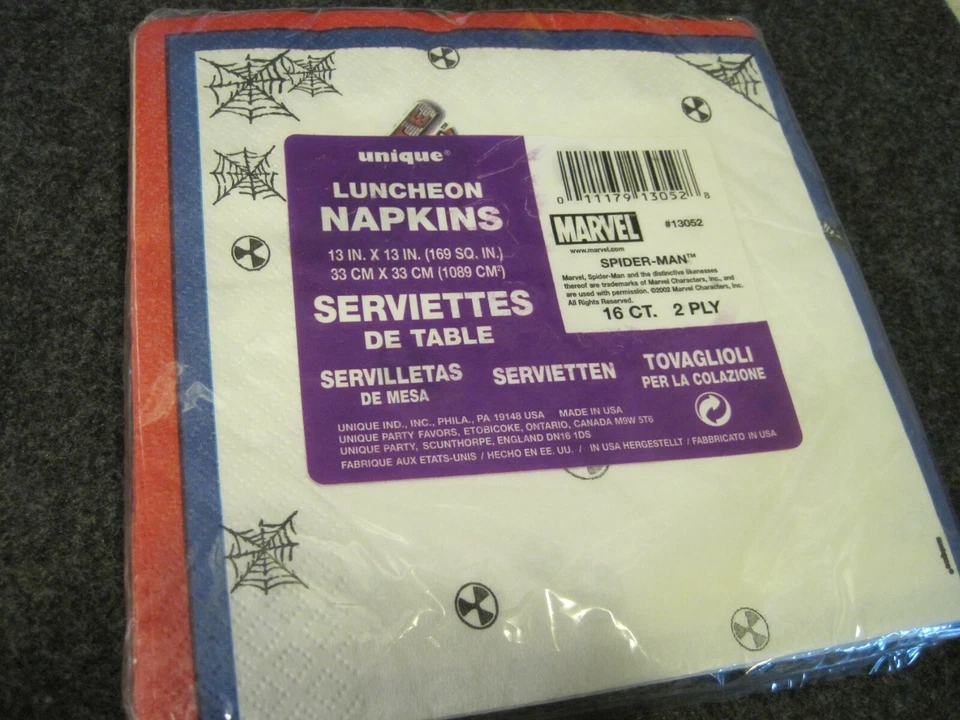 unique®
LUNCHEON
NAPKINS
13 IN. X 13 IN. (169 SQ. IN.)
33 CM X 33 CM (1089 CM²)
SERVIETTES
DE TABLE
SERVILLETAS
DE MESA
SERVIETTEN
TOVAGLIOLI
PER LA COLAZIONE
0 11179 13052 8
MARVEL
#13052
www.marvel.com
SPIDER-MAN™
Marvel, Spider-Man and the distinctive likenesses
thereof are trademarks of Marvel Characters, Inc., and
are used with permission. ©2002 Marvel Characters, Inc.
All Rights Reserved.
16 CT. 2 PLY
UNIQUE IND., INC., PHILA., PA 19148 USA MADE IN USA
UNIQUE PARTY FAVORS, ETOBICOKE, ONTARIO, CANADA M9W 5T6
UNIQUE PARTY, SCUNTHORPE, ENGLAND DN16 1DS
FABRIQUE AUX ETATS-UNIS / HECHO EN EE. UU. / IN USA HERGESTELLT / FABBRICATO IN USA